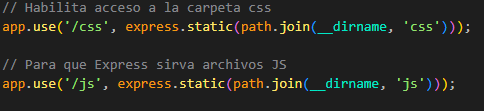 // Habilita acceso a la carpeta css
app.use('/css', express.static(path.join(__dirname, 'css')));
// Para que Express sirva archivos JS
app.use('/js', express.static(path.join(__dirname, 'js')));